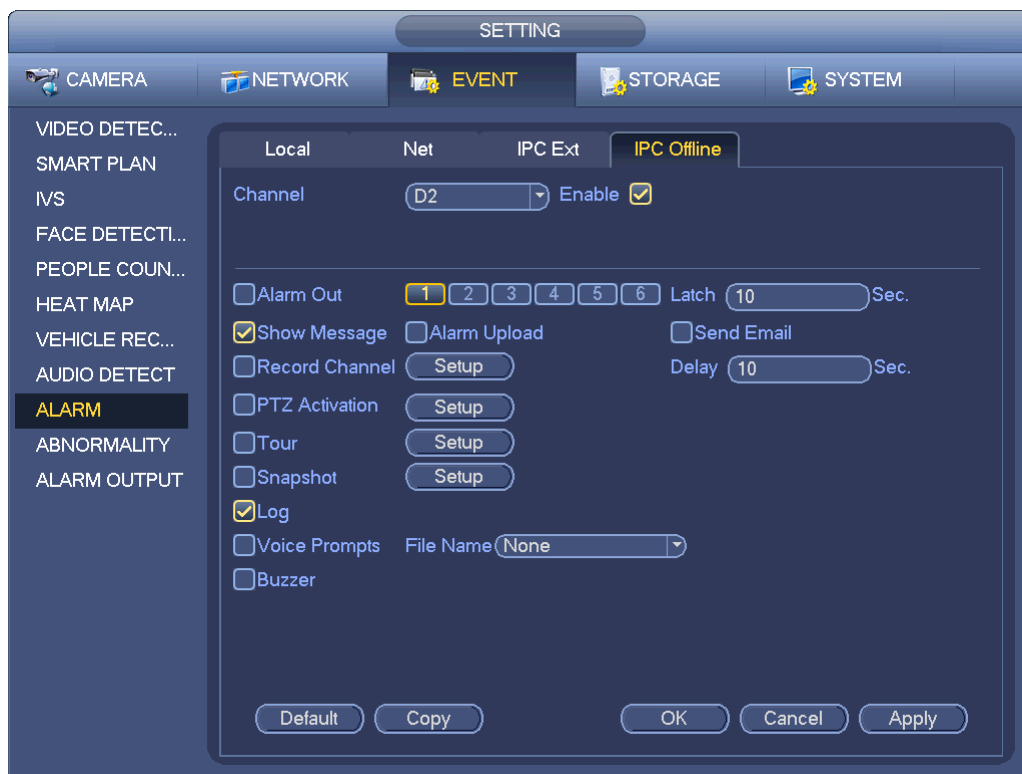 SETTING
CAMERA NETWORK EVENT STORAGE SYSTEM
VIDEO DETEC...
SMART PLAN
IVS
FACE DETECTI...
PEOPLE COUN...
HEAT MAP
VEHICLE REC...
AUDIO DETECT
ALARM
ABNORMALITY
ALARM OUTPUT
Local Net IPC Ext IPC Offline
Channel D2 Enable
Alarm Out 1 2 3 4 5 6 Latch 10 Sec.
Show Message Alarm Upload Send Email
Record Channel Setup Delay 10 Sec.
PTZ Activation Setup
Tour Setup
Snapshot Setup
Log
Voice Prompts File Name None
Buzzer
Default Copy OK Cancel Apply